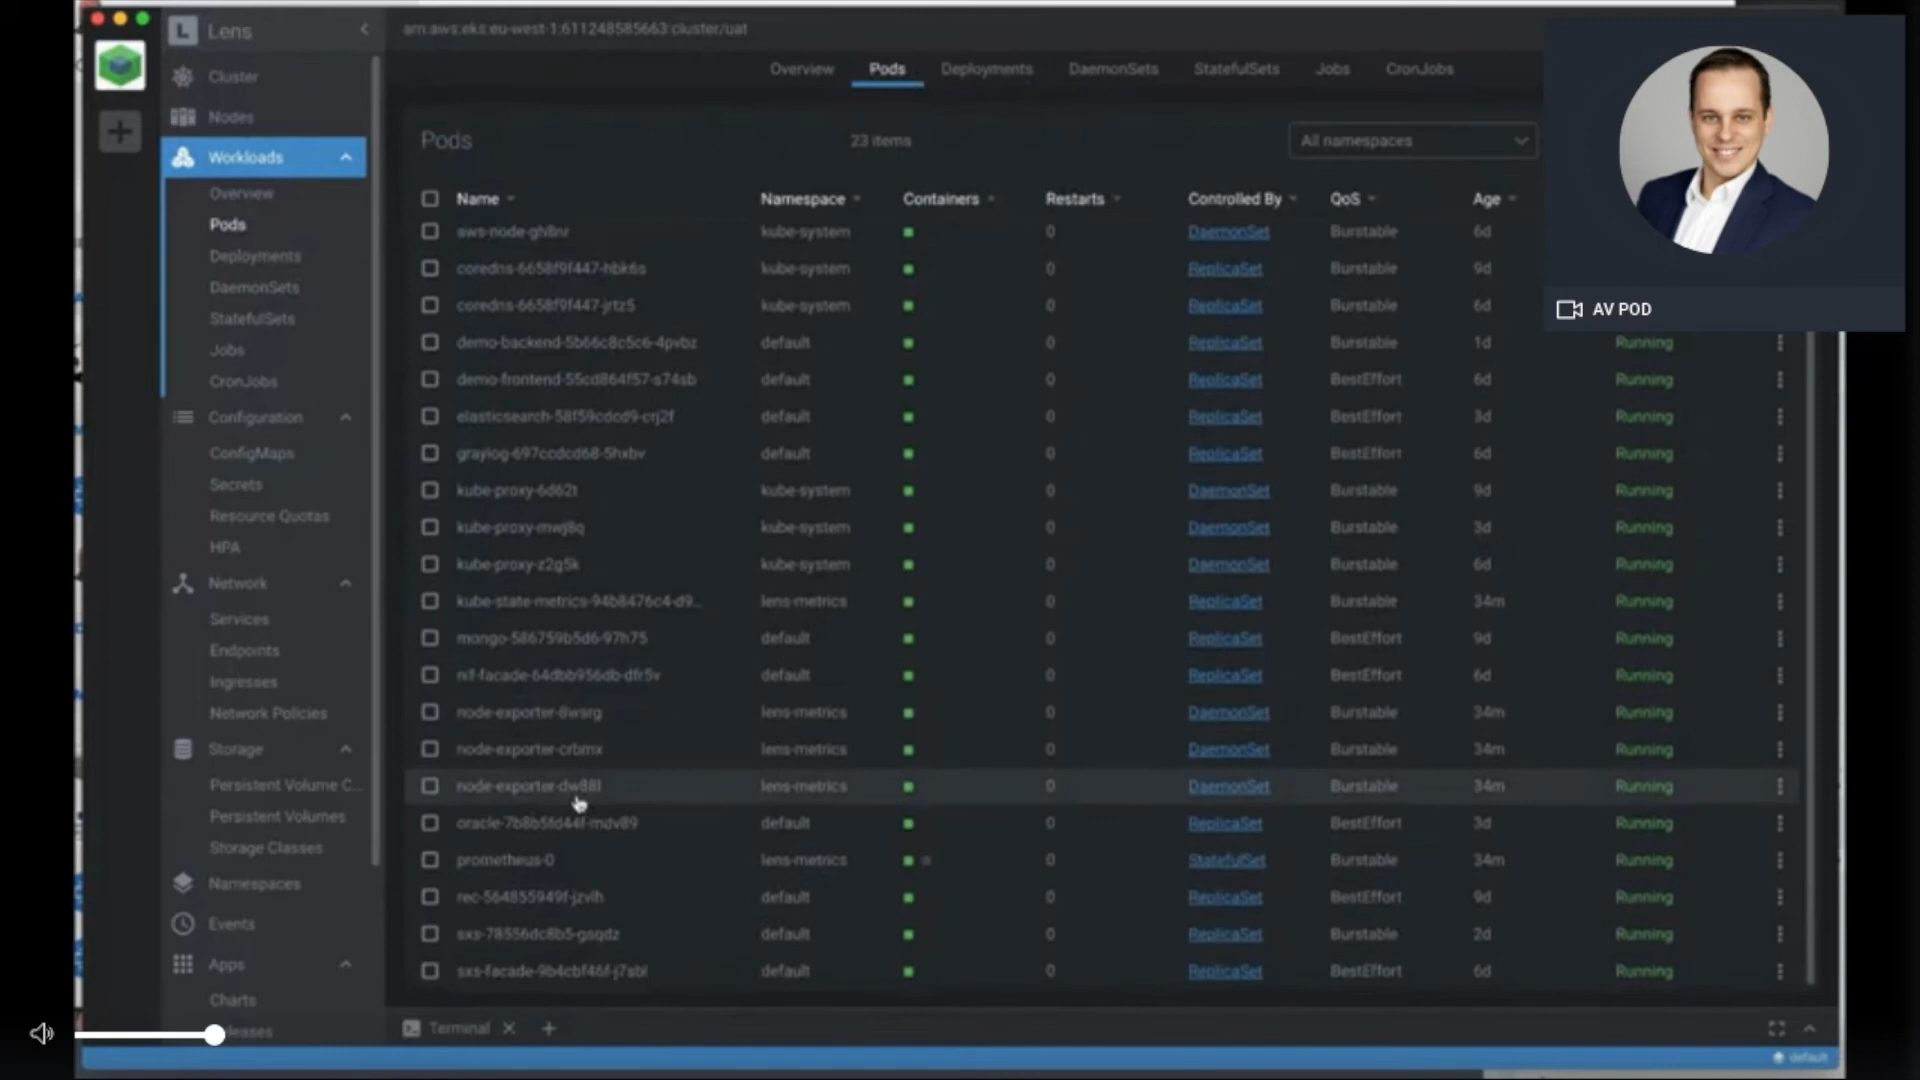 Lens
arn:aws:eks:eu-west-1:611248585663:cluster/uat
Cluster
Nodes
Workloads
Overview
Pods
Deployments
DaemonSets
StatefulSets
Jobs
CronJobs
Configuration
ConfigMaps
Secrets
Resource Quotas
HPA
Network
Services
Endpoints
Ingresses
Network Policies
Storage
Persistent Volume C...
Persistent Volumes
Storage Classes
Namespaces
Events
Apps
Charts
Overview Pods Deployments DaemonSets StatefulSets Jobs CronJobs
Pods 23 items All namespaces
Name Namespace Containers Restarts Controlled By QoS Age
aws-node-gh8nr kube-system 0 DaemonSet Burstable 6d
coredns-6658f9f447-hbk6s kube-system 0 ReplicaSet Burstable 9d
coredns-6658f9f447-jrtz5 kube-system 0 ReplicaSet Burstable 6d
demo-backend-5b66c8c5c6-4pvbz default 0 ReplicaSet Burstable 1d Running
demo-frontend-55cd864f57-s74sb default 0 ReplicaSet BestEffort 6d Running
elasticsearch-58f59cdcd9-crj2f default 0 ReplicaSet BestEffort 3d Running
graylog-697ccdcd68-5hxbv default 0 ReplicaSet BestEffort 6d Running
kube-proxy-6d62t kube-system 0 DaemonSet Burstable 9d Running
kube-proxy-mwj8q kube-system 0 DaemonSet Burstable 3d Running
kube-proxy-z2g5k kube-system 0 DaemonSet Burstable 6d Running
kube-state-metrics-94b8476c4-d9... lens-metrics 0 ReplicaSet Burstable 34m Running
mongo-586759b5d6-97h75 default 0 ReplicaSet BestEffort 9d Running
nif-facade-64dbb956db-dfr5v default 0 ReplicaSet BestEffort 6d Running
node-exporter-8wsrg lens-metrics 0 DaemonSet Burstable 34m Running
node-exporter-crbmx lens-metrics 0 DaemonSet Burstable 34m Running
node-exporter-dw88l lens-metrics 0 DaemonSet Burstable 34m Running
oracle-7b8b5fd44f-mdv89 default 0 ReplicaSet BestEffort 3d Running
prometheus-0 lens-metrics 0 StatefulSet Burstable 34m Running
rec-564855949f-jzvlh default 0 ReplicaSet BestEffort 9d Running
sxs-78556dc8b5-gsqdz default 0 ReplicaSet Burstable 2d Running
sxs-facade-9b4cbf46f-j7sbl default 0 ReplicaSet BestEffort 6d Running
Terminal
default
AV POD